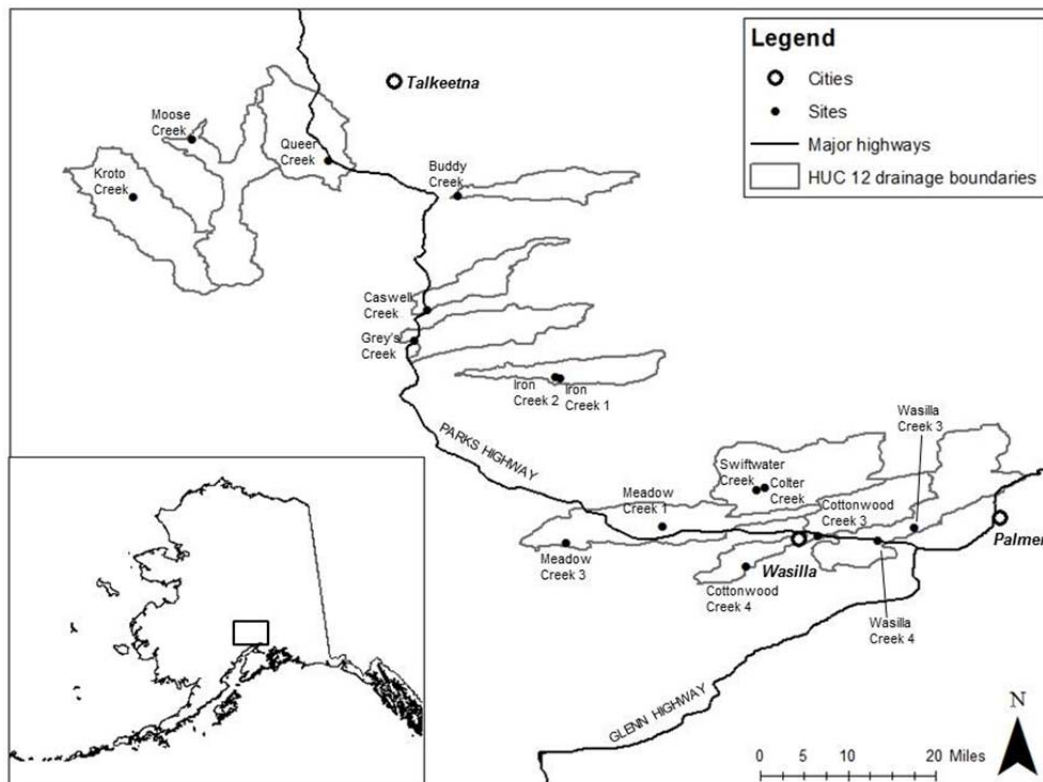 Legend
Cities
Sites
Major highways
HUC 12 drainage boundaries
Talkeetna
Moose
Creek
Queer
Creek
Kroto
Creek
Buddy
Creek
Caswell
Creek
Grey's
Creek
Iron
Creek 2
Iron
Creek 1
PARKS HIGHWAY
Wasilla
Creek 3
Swiftwater
Creek
Colter
Creek
Meadow
Creek 1
Cottonwood
Creek 3
Palmer
Meadow
Creek 3
Wasilla
Cottonwood
Creek 4
Wasilla
Creek 4
GLENN HIGHWAY
N
0 5 10 20 Miles